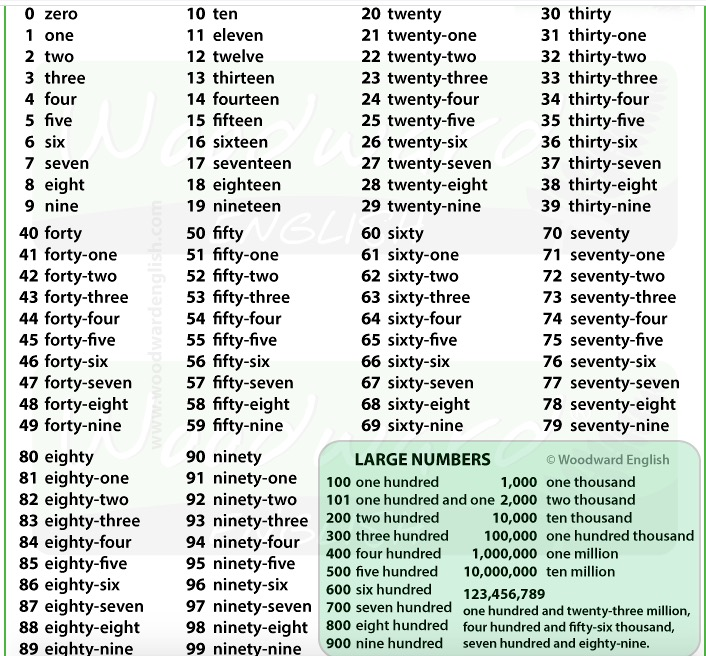 0 zero
1 one
2 two
3 three
4 four
5 five
6 six
7 seven
8 eight
9 nine
10 ten
11 eleven
12 twelve
13 thirteen
14 fourteen
15 fifteen
16 sixteen
17 seventeen
18 eighteen
19 nineteen
20 twenty
21 twenty-one
22 twenty-two
23 twenty-three
24 twenty-four
25 twenty-five
26 twenty-six
27 twenty-seven
28 twenty-eight
29 twenty-nine
30 thirty
31 thirty-one
32 thirty-two
33 thirty-three
34 thirty-four
35 thirty-five
36 thirty-six
37 thirty-seven
38 thirty-eight
39 thirty-nine
40 forty
41 forty-one
42 forty-two
43 forty-three
44 forty-four
45 forty-five
46 forty-six
47 forty-seven
48 forty-eight
49 forty-nine
50 fifty
51 fifty-one
52 fifty-two
53 fifty-three
54 fifty-four
55 fifty-five
56 fifty-six
57 fifty-seven
58 fifty-eight
59 fifty-nine
60 sixty
61 sixty-one
62 sixty-two
63 sixty-three
64 sixty-four
65 sixty-five
66 sixty-six
67 sixty-seven
68 sixty-eight
69 sixty-nine
70 seventy
71 seventy-one
72 seventy-two
73 seventy-three
74 seventy-four
75 seventy-five
76 seventy-six
77 seventy-seven
78 seventy-eight
79 seventy-nine
80 eighty
81 eighty-one
82 eighty-two
83 eighty-three
84 eighty-four
85 eighty-five
86 eighty-six
87 eighty-seven
88 eighty-eight
89 eighty-nine
90 ninety
91 ninety-one
92 ninety-two
93 ninety-three
94 ninety-four
95 ninety-five
96 ninety-six
97 ninety-seven
98 ninety-eight
99 ninety-nine
LARGE NUMBERS
© Woodward English
100 one hundred
101 one hundred and one
200 two hundred
300 three hundred
400 four hundred
500 five hundred
600 six hundred
700 seven hundred
800 eight hundred
900 nine hundred
1,000 one thousand
2,000 two thousand
10,000 ten thousand
100,000 one hundred thousand
1,000,000 one million
10,000,000 ten million
123,456,789
one hundred and twenty-three million,
four hundred and fifty-six thousand,
seven hundred and eighty-nine.
www.woodwardenglish.com
Woodward
ENGLISH
Woodward